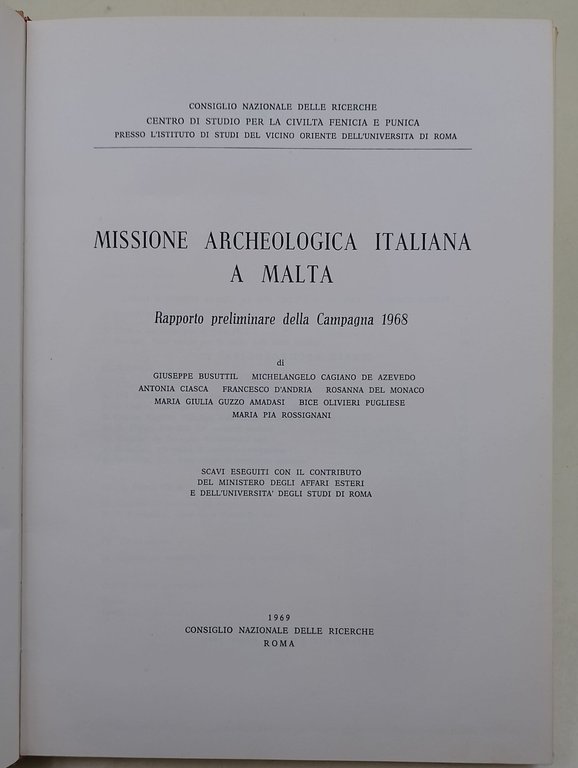 CONSIGLIO NAZIONALE DELLE RICERCHE
CENTRO DI STUDIO PER LA CIVILTÀ FENICIA E PUNICA
PRESSO L'ISTITUTO DI STUDI DEL VICINO ORIENTE DELL'UNIVERSITÀ DI ROMA
MISSIONE ARCHEOLOGICA ITALIANA
A MALTA
Rapporto preliminare della Campagna 1968
di
GIUSEPPE BUSUTTIL MICHELANGELO CAGIANO DE AZEVEDO
ANTONIA CIASCA FRANCESCO D'ANDRIA ROSANNA DEL MONACO
MARIA GIULIA GUZZO AMADASI BICE OLIVIERI PUGLIESE
MARIA PIA ROSSIGNANI
SCAVI ESEGUITI CON IL CONTRIBUTO
DEL MINISTERO DEGLI AFFARI ESTERI
E DELL'UNIVERSITA' DEGLI STUDI DI ROMA
1969
CONSIGLIO NAZIONALE DELLE RICERCHE
ROMA